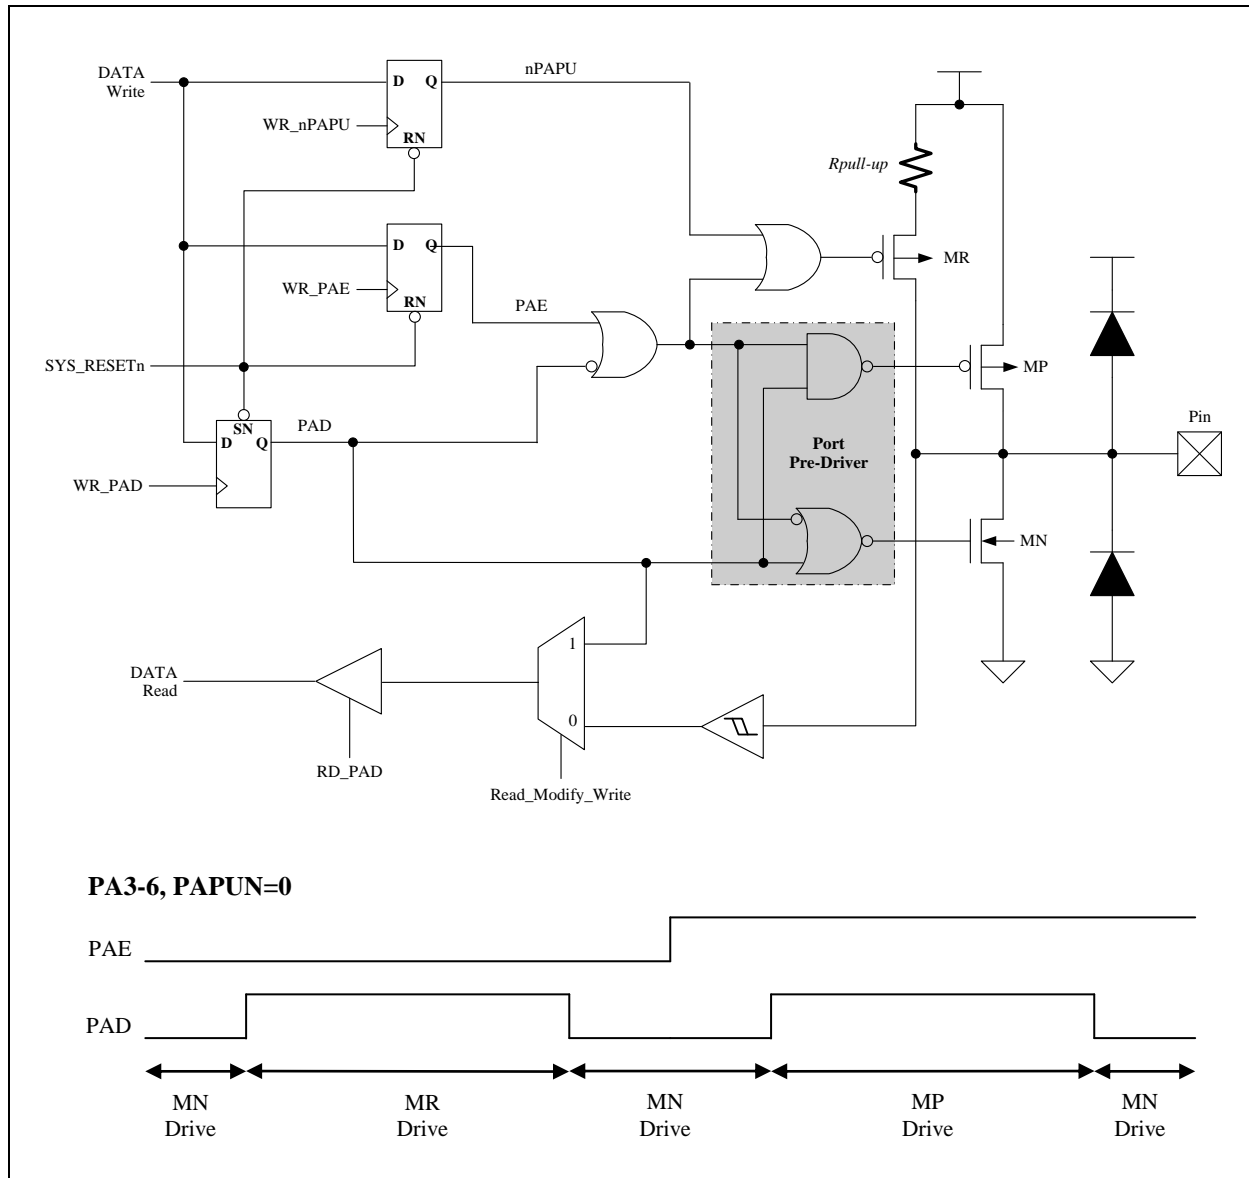 DATA
Write
D Q
nPAPU
WR_nPAPU
RN
Rpull-up
D Q
MR
WR_PAE
RN
PAE
SYS_RESETn
MP
SN
PAD
D Q
Port
Pre-Driver
Pin
WR_PAD
MN
1
DATA
Read
0
RD_PAD
Read_Modify_Write
PA3-6, PAPUN=0
PAE
PAD
MN
Drive
MR
Drive
MN
Drive
MP
Drive
MN
Drive